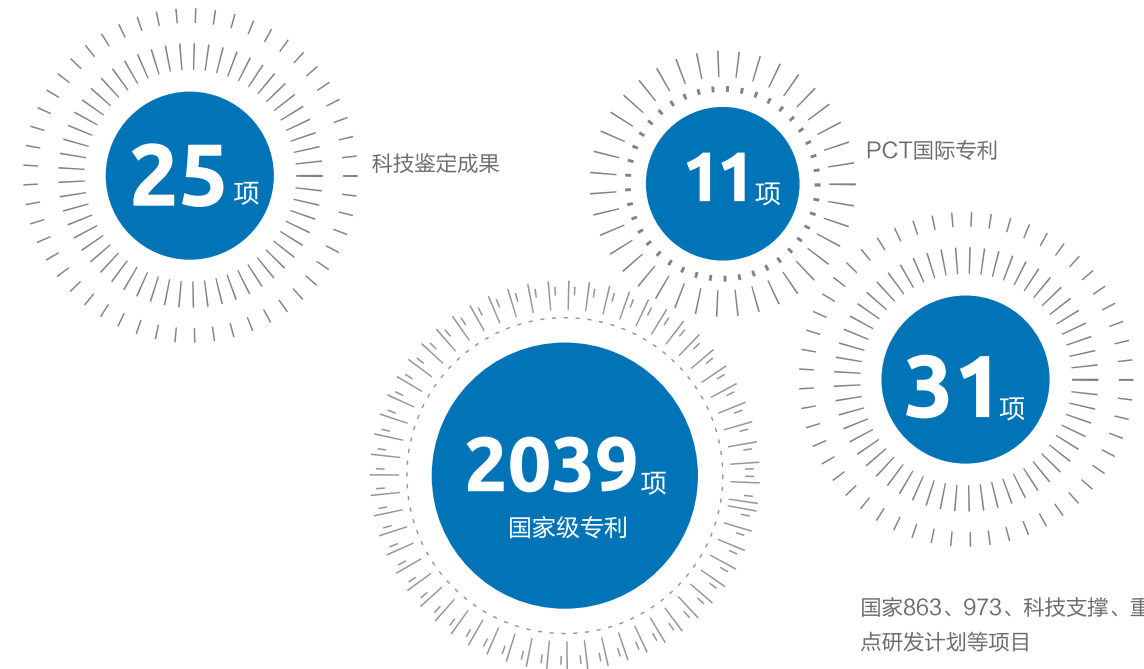 25项
科技鉴定成果
11项
PCT国际专利
31项
2039项
国家级专利
国家863、973、科技支撑、重
点研发计划等项目